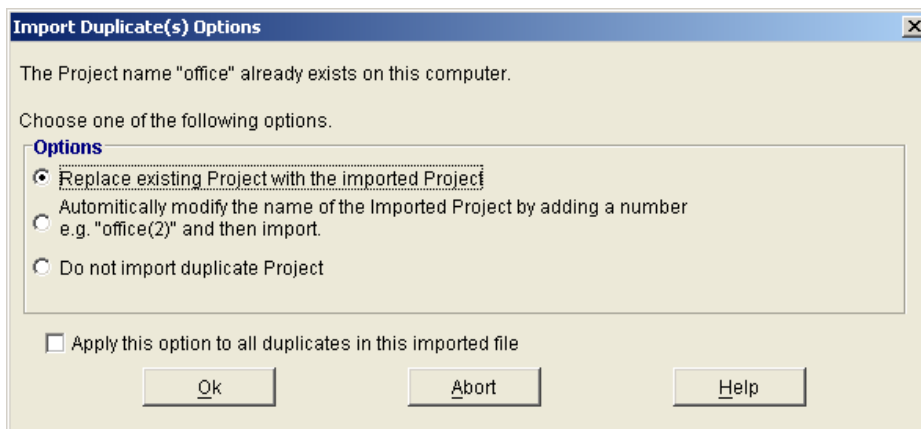 Import Duplicate(s) Options
The Project name "office" already exists on this computer.
Choose one of the following options.
Options
Replace existing Project with the imported Project
Automitically modify the name of the Imported Project by adding a number
e.g. "office(2)" and then import.
Do not import duplicate Project
Apply this option to all duplicates in this imported file
Ok Abort Help